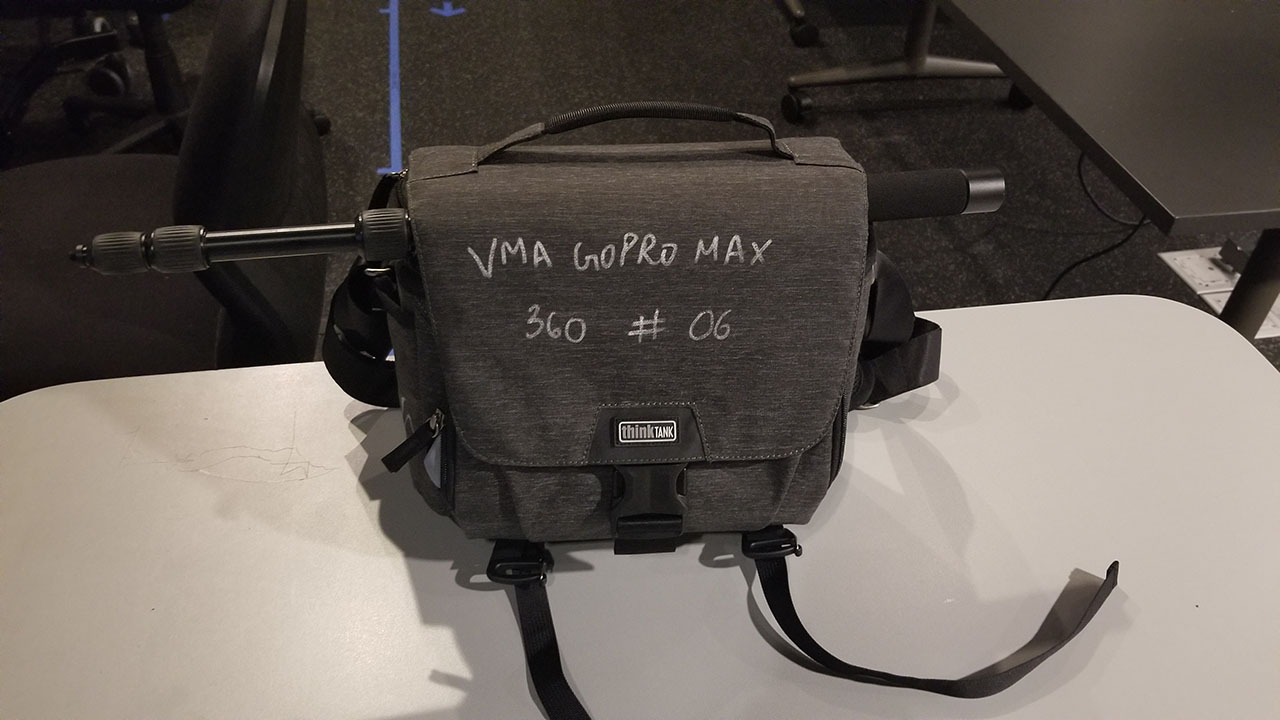 VMA GOPRO MAX
360 # 06
thinkTANK